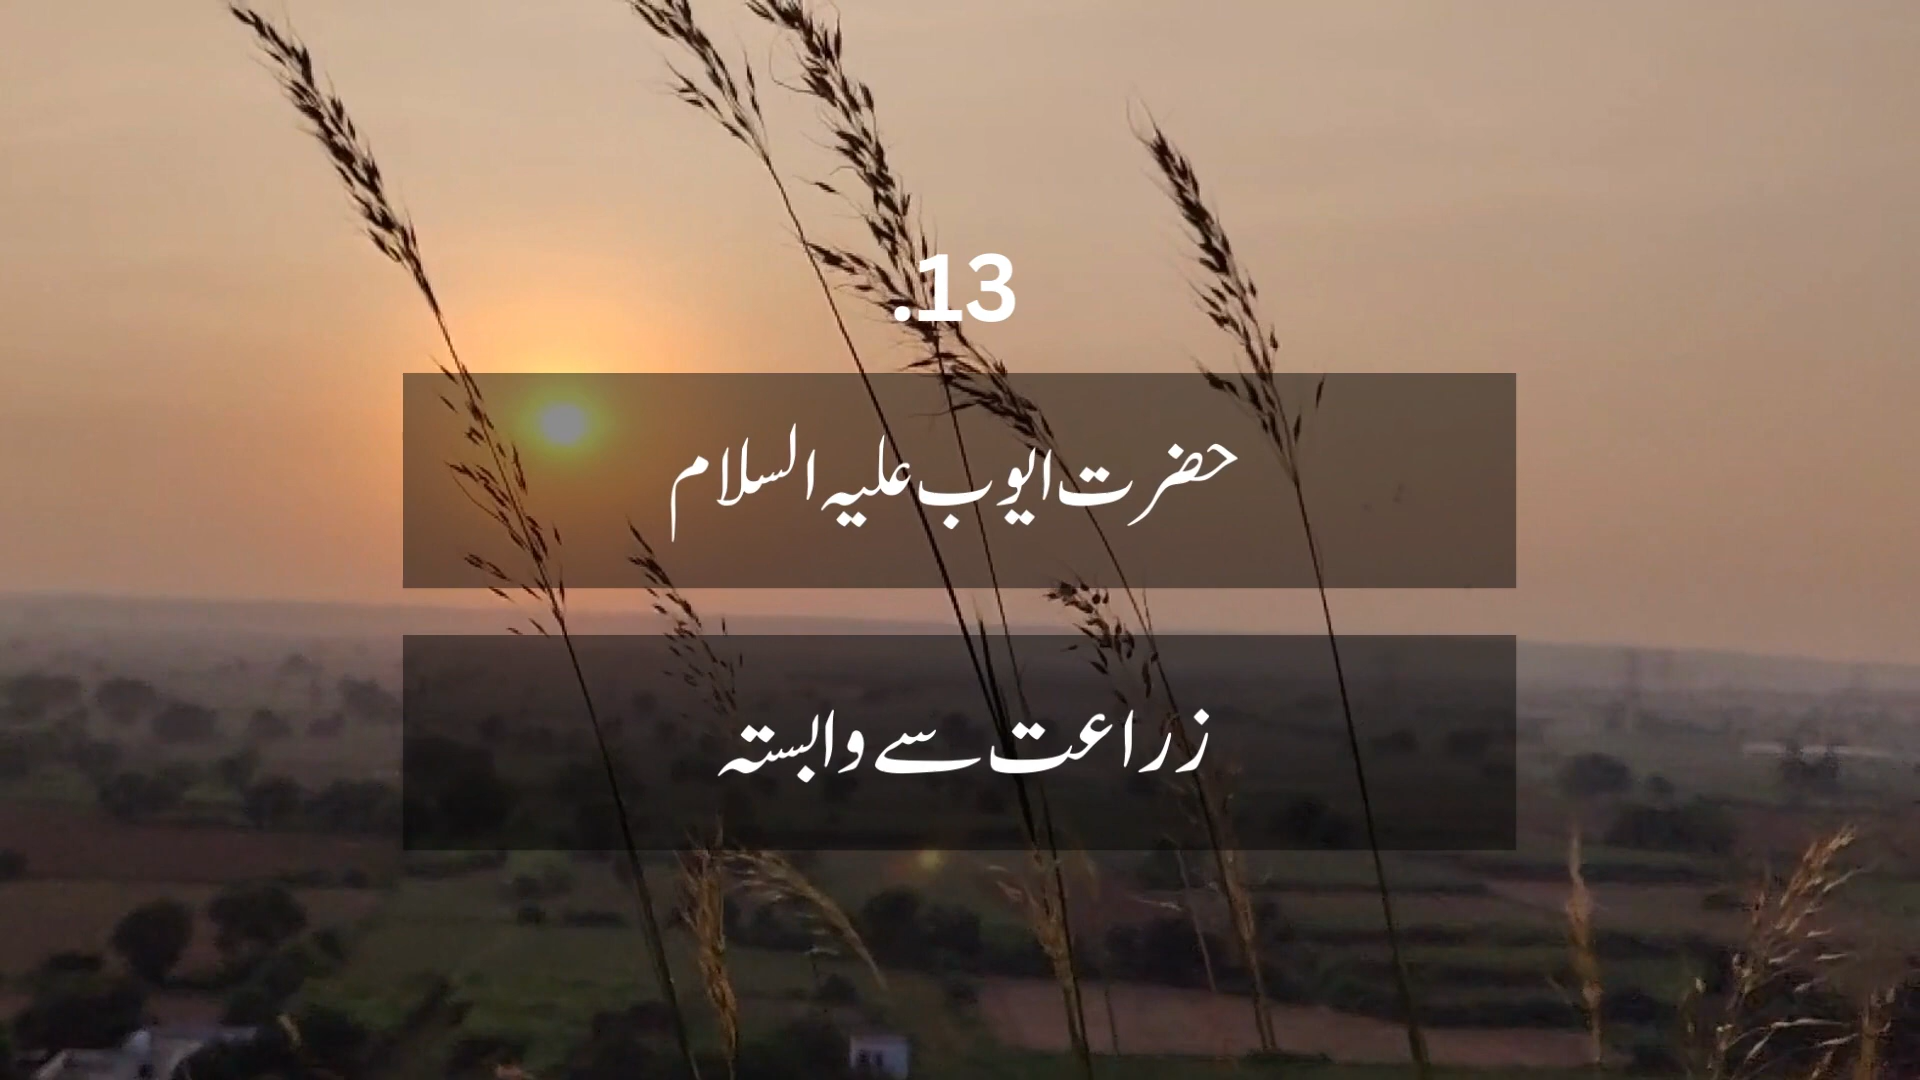 .13
حضرت ایوب علیہ السلام
زراعت سے وابستہ